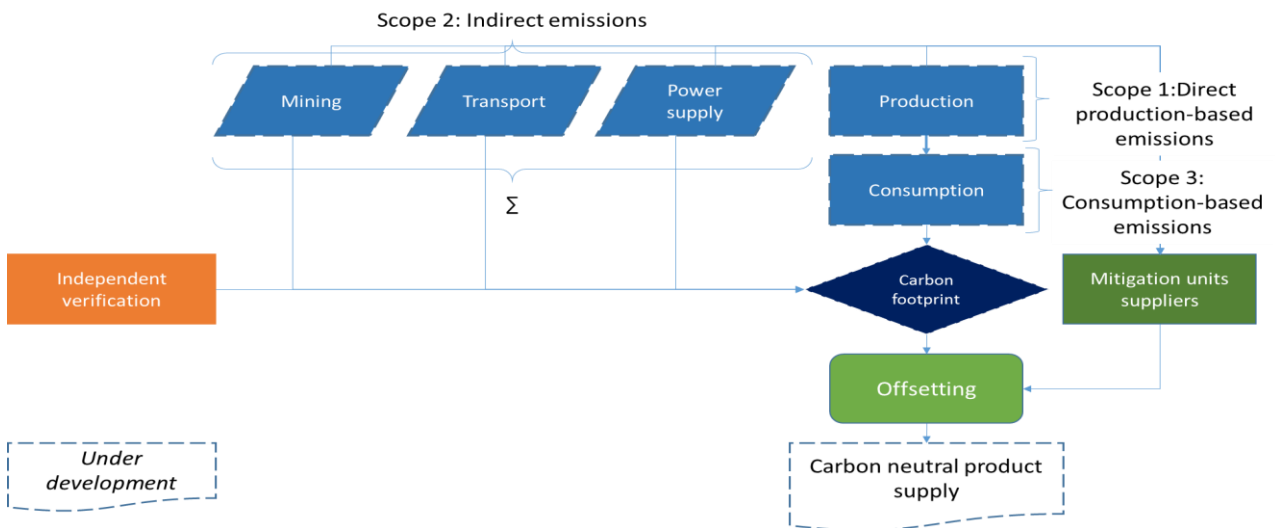 Scope 2: Indirect emissions
Mining
Transport
Power
supply
Production
Scope 1:Direct
production-based
emissions
Consumption
Scope 3:
Consumption-based
emissions
Σ
Independent
verification
Carbon
footprint
Mitigation units
suppliers
Offsetting
Under
development
Carbon neutral product
supply